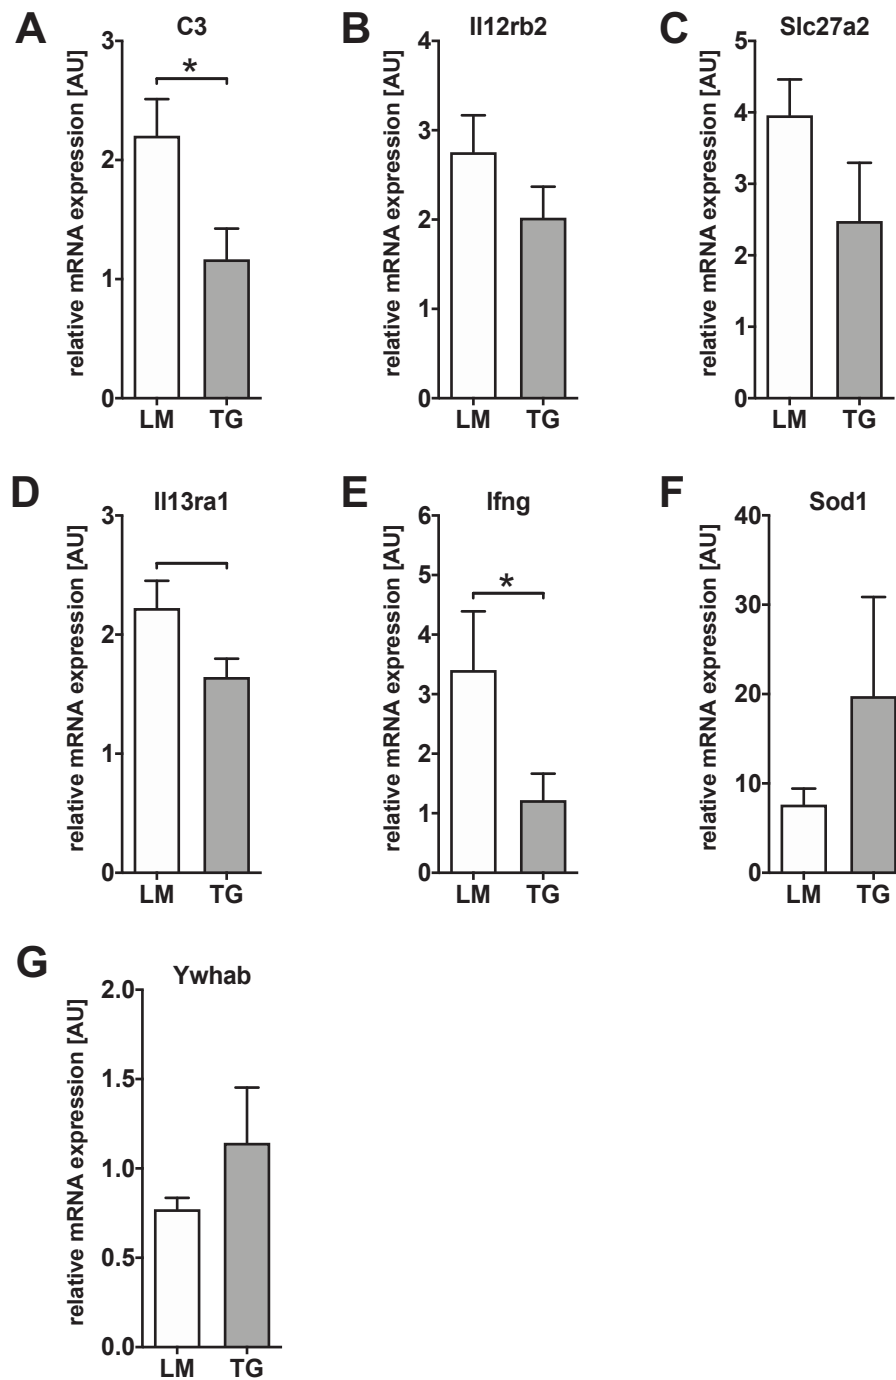 A
C3
relative mRNA expression [AU]
3
2
1
0
*
LM TG
B
Il12rb2
relative mRNA expression [AU]
4
3
2
1
0
LM TG
C
Slc27a2
relative mRNA expression [AU]
5
4
3
2
1
0
LM TG
D
Il13ra1
relative mRNA expression [AU]
3
2
1
0
LM TG
E
Ifng
relative mRNA expression [AU]
6
5
4
3
2
1
0
*
LM TG
F
Sod1
relative mRNA expression [AU]
40
30
20
10
0
LM TG
G
Ywhab
relative mRNA expression [AU]
2.0
1.5
1.0
0.5
0.0
LM TG